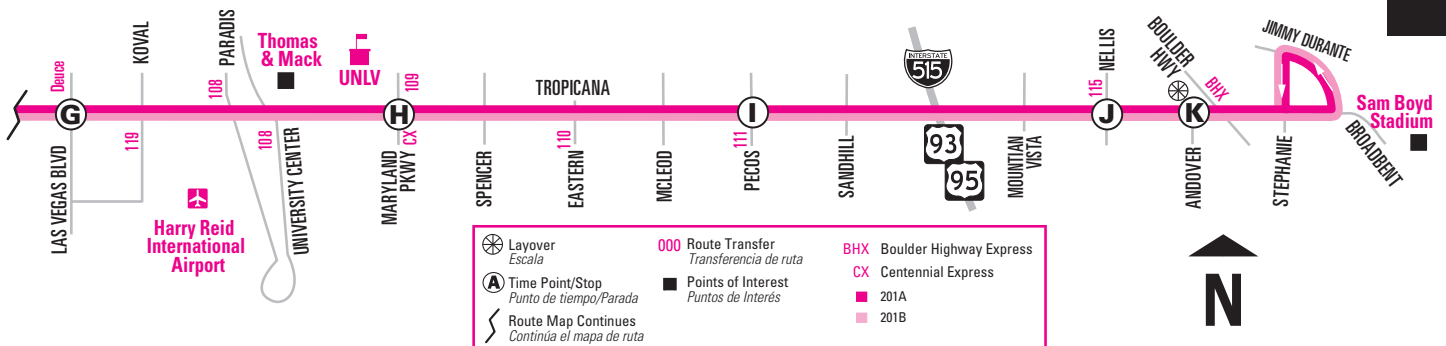 Deuce
KOVAL
PARADIS
108
Thomas
& Mack
UNLV
109
TROPICANA
INTERSTATE
515
115
NELLIS
BOULDER
HWY
BHX
JIMMY DURANTE
G
H
I
J
K
Sam Boyd
Stadium
LAS VEGAS BLVD
119
108
UNIVERSITY CENTER
MARYLAND
PKWY
CX
SPENCER
110
EASTERN
MCLEOD
111
PECOS
SANDHILL
93
95
MOUNTIAN
VISTA
ANDOVER
STEPHANIE
BROADBENT
Harry Reid
International
Airport
Layover
Escala
A Time Point/Stop
Punto de tiempo/Parada
Route Map Continues
Continúa el mapa de ruta
000 Route Transfer
Transferencia de ruta
Points of Interest
Puntos de Interés
BHX Boulder Highway Express
CX Centennial Express
201A
201B
N